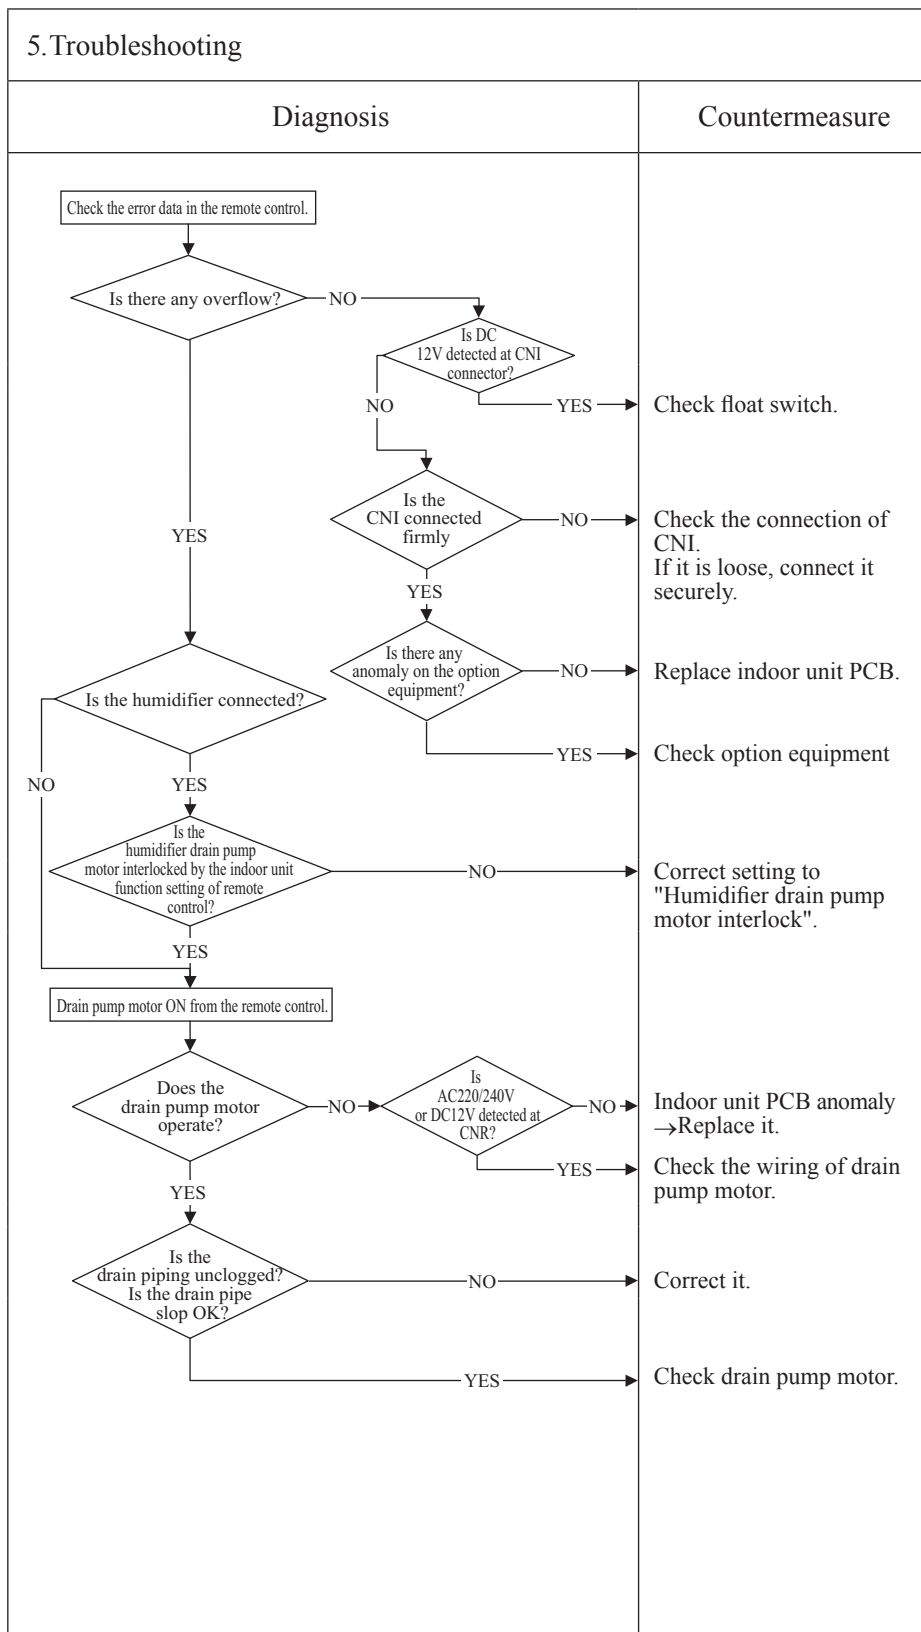 5.Troubleshooting
Diagnosis
Countermeasure
Check the error data in the remote control.
Is there any overflow?
NO
Is DC
12V detected at CNI
connector?
NO
YES
Check float switch.
Is the
CNI connected
firmly
NO
Check the connection of
CNI.
If it is loose, connect it
securely.
YES
YES
Is there any
anomaly on the option
equipment?
NO
Replace indoor unit PCB.
YES
Check option equipment
Is the humidifier connected?
NO
YES
Is the
humidifier drain pump
motor interlocked by the indoor unit
function setting of remote
control?
NO
Correct setting to
"Humidifier drain pump
motor interlock".
YES
Drain pump motor ON from the remote control.
Does the
drain pump motor
operate?
NO
Is
AC220/240V
or DC12V detected at
CNR?
NO
Indoor unit PCB anomaly
→Replace it.
YES
Check the wiring of drain
pump motor.
YES
Is the
drain piping unclogged?
Is the drain pipe
slop OK?
NO
Correct it.
YES
Check drain pump motor.